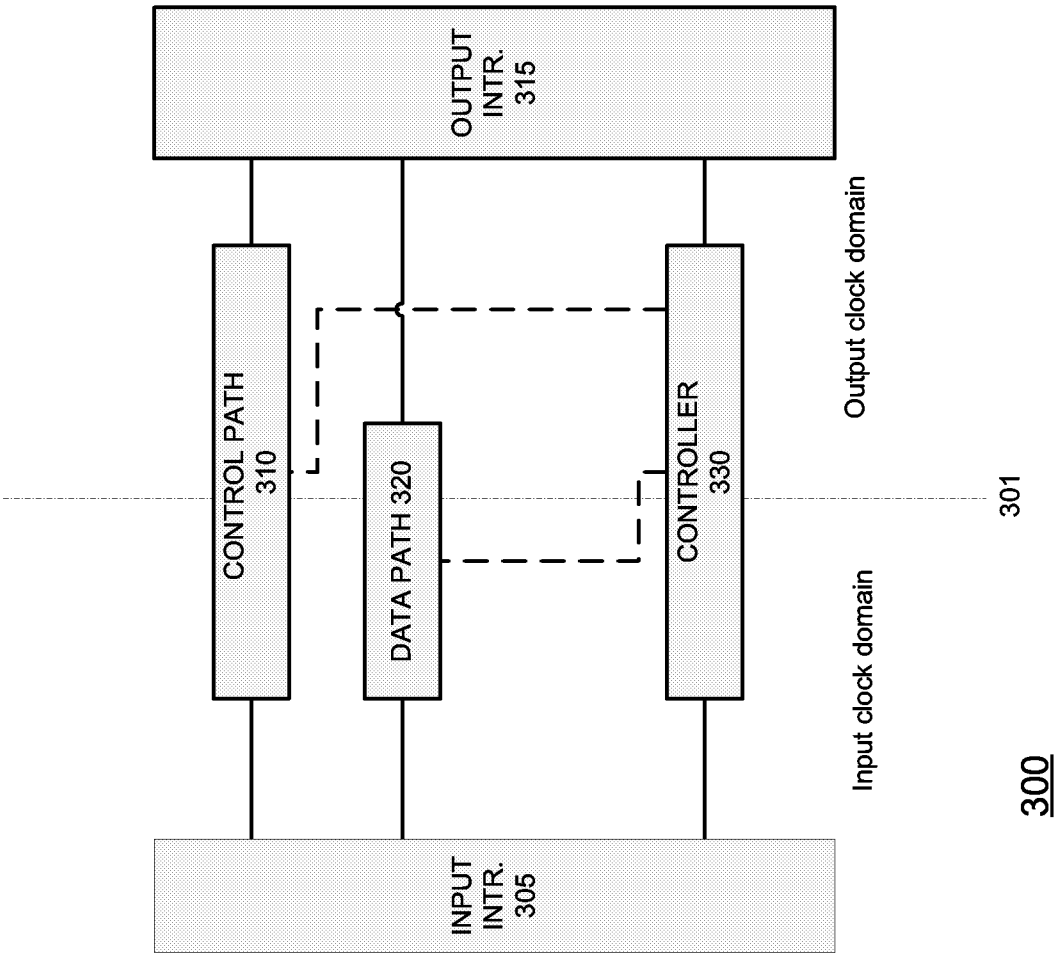 CONTROL PATH
310
DATA PATH 320
CONTROLLER
330
INPUT
INTR.
305
OUTPUT
INTR.
315
Input clock domain
Output clock domain
301
300